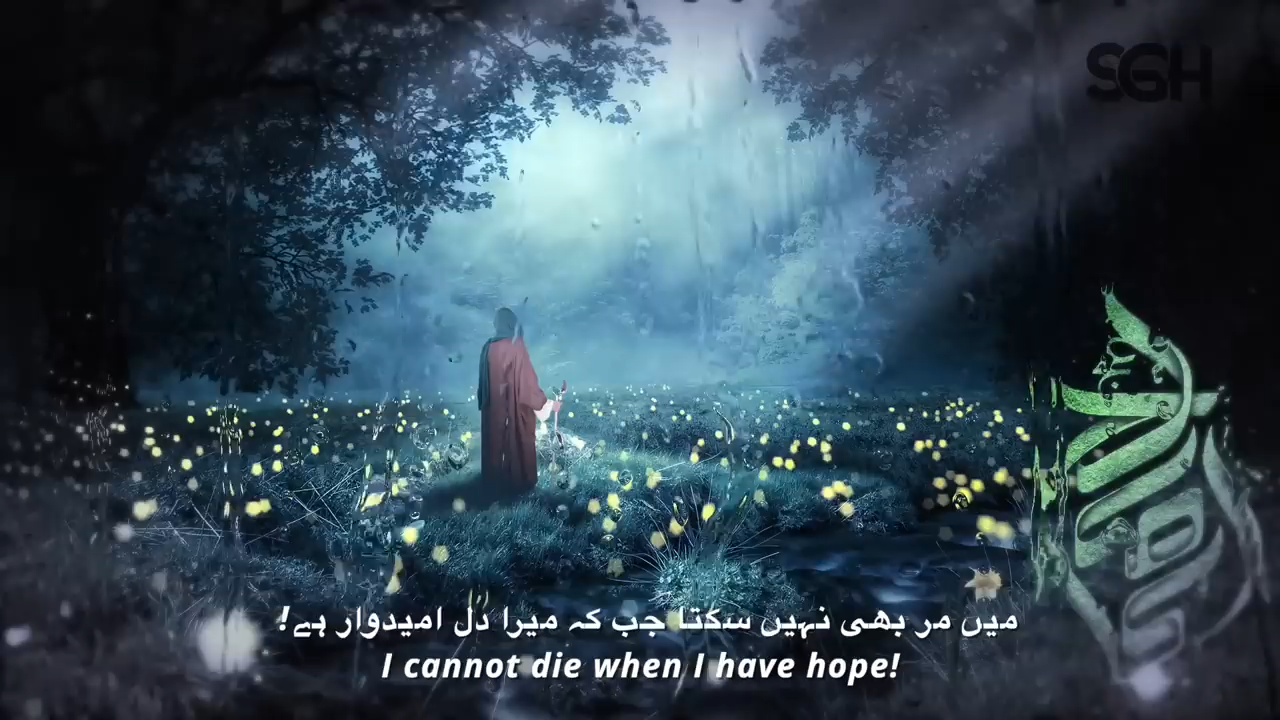 SGH
میں مر بھی نہیں سکتا جب کہ میرا دل امیدوار ہے!
I cannot die when I have hope!